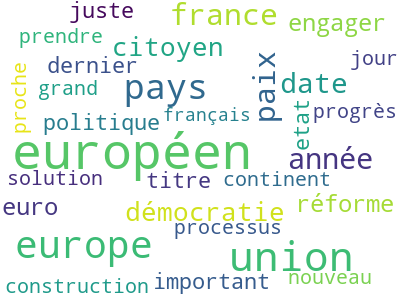 juste france engager
prendre citoyen jour
dernier pays paix date
proche grand
politique français etat progrès
européen année
solution titre continent
euro démocratie réforme
processus
europe union
construction important nouveau